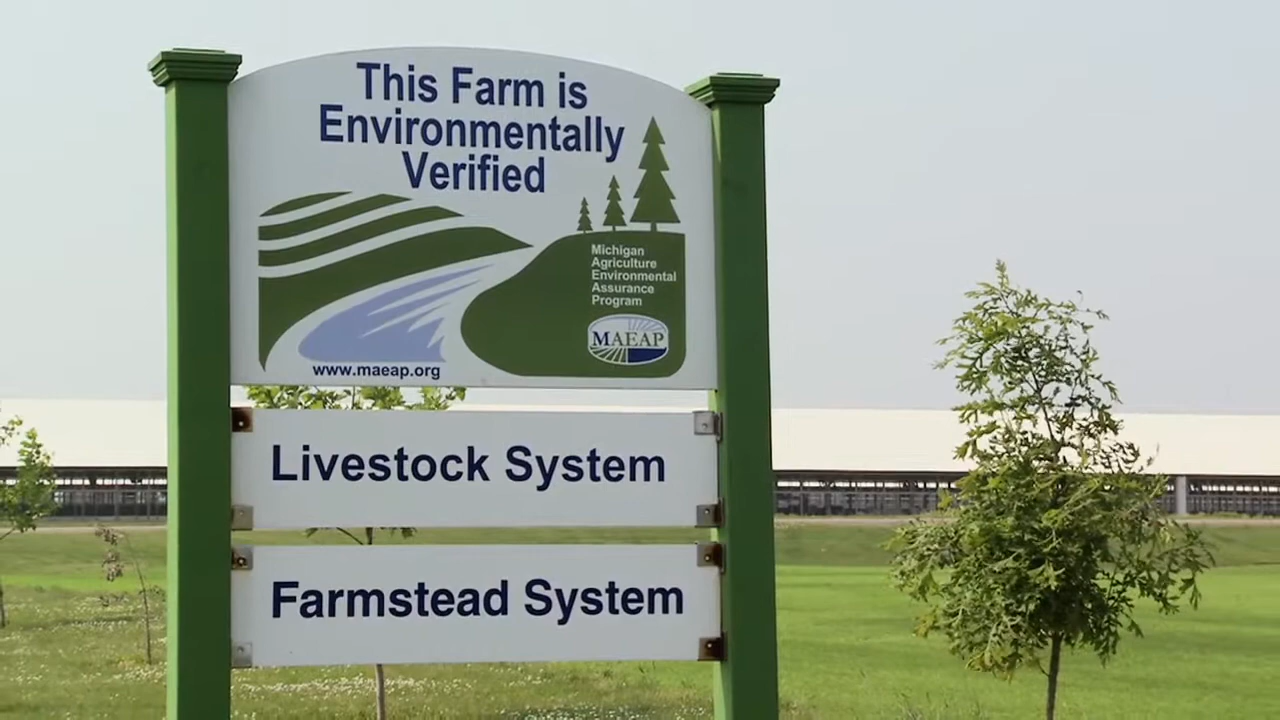 This Farm is
Environmentally
Verified
Michigan
Agriculture
Environmental
Assurance
Program
MAEAP
www.maeap.org
Livestock System
Farmstead System